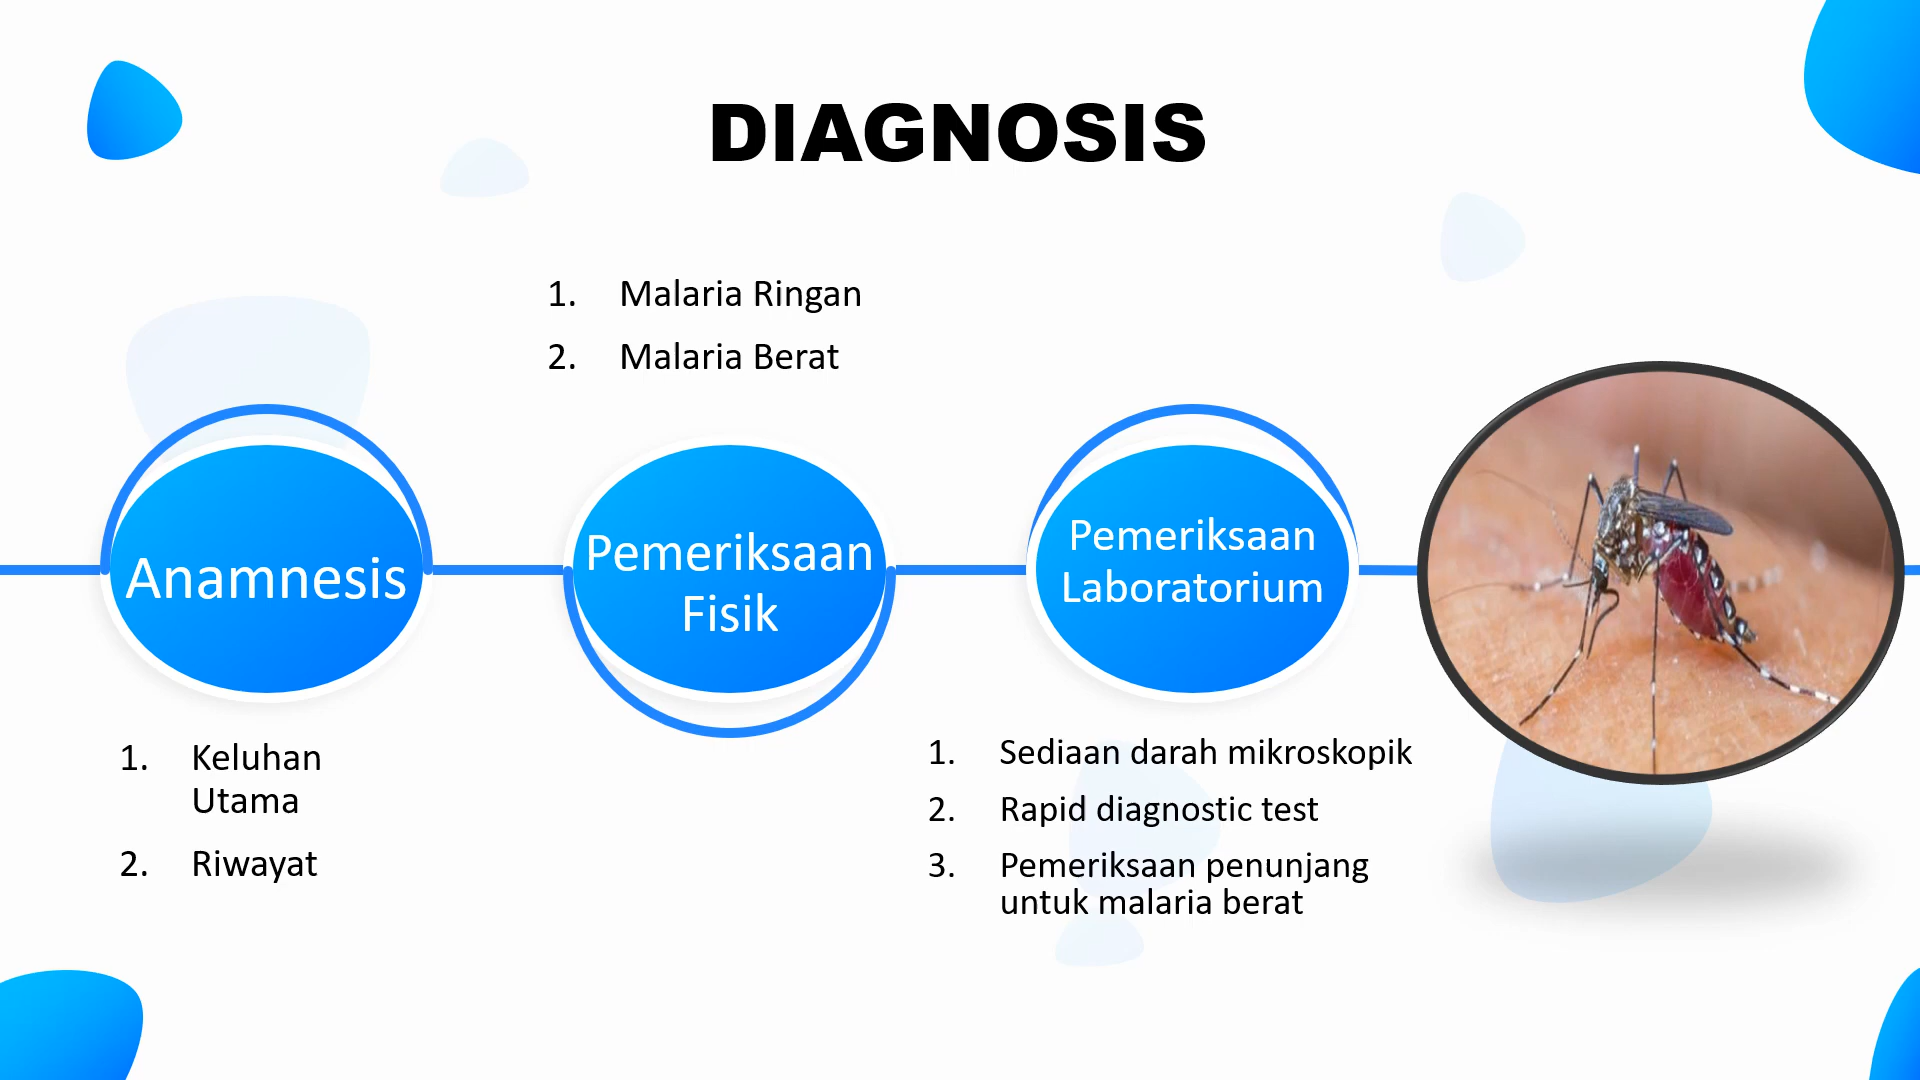 DIAGNOSIS
1. Malaria Ringan
2. Malaria Berat
Anamnesis
Pemeriksaan
Fisik
Pemeriksaan
Laboratorium
1. Keluhan
Utama
2. Riwayat
1. Sediaan darah mikroskopik
2. Rapid diagnostic test
3. Pemeriksaan penunjang
untuk malaria berat